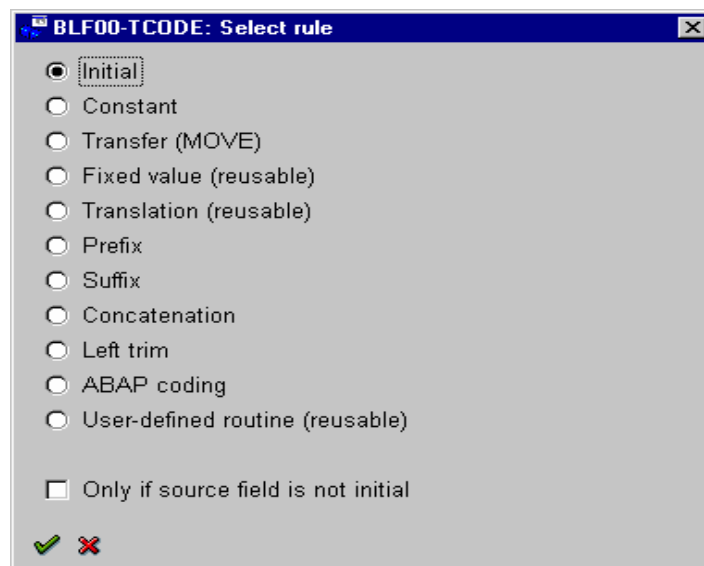 BLF00-TCODE: Select rule
Initial
Constant
Transfer (MOVE)
Fixed value (reusable)
Translation (reusable)
Prefix
Suffix
Concatenation
Left trim
ABAP coding
User-defined routine (reusable)
Only if source field is not initial